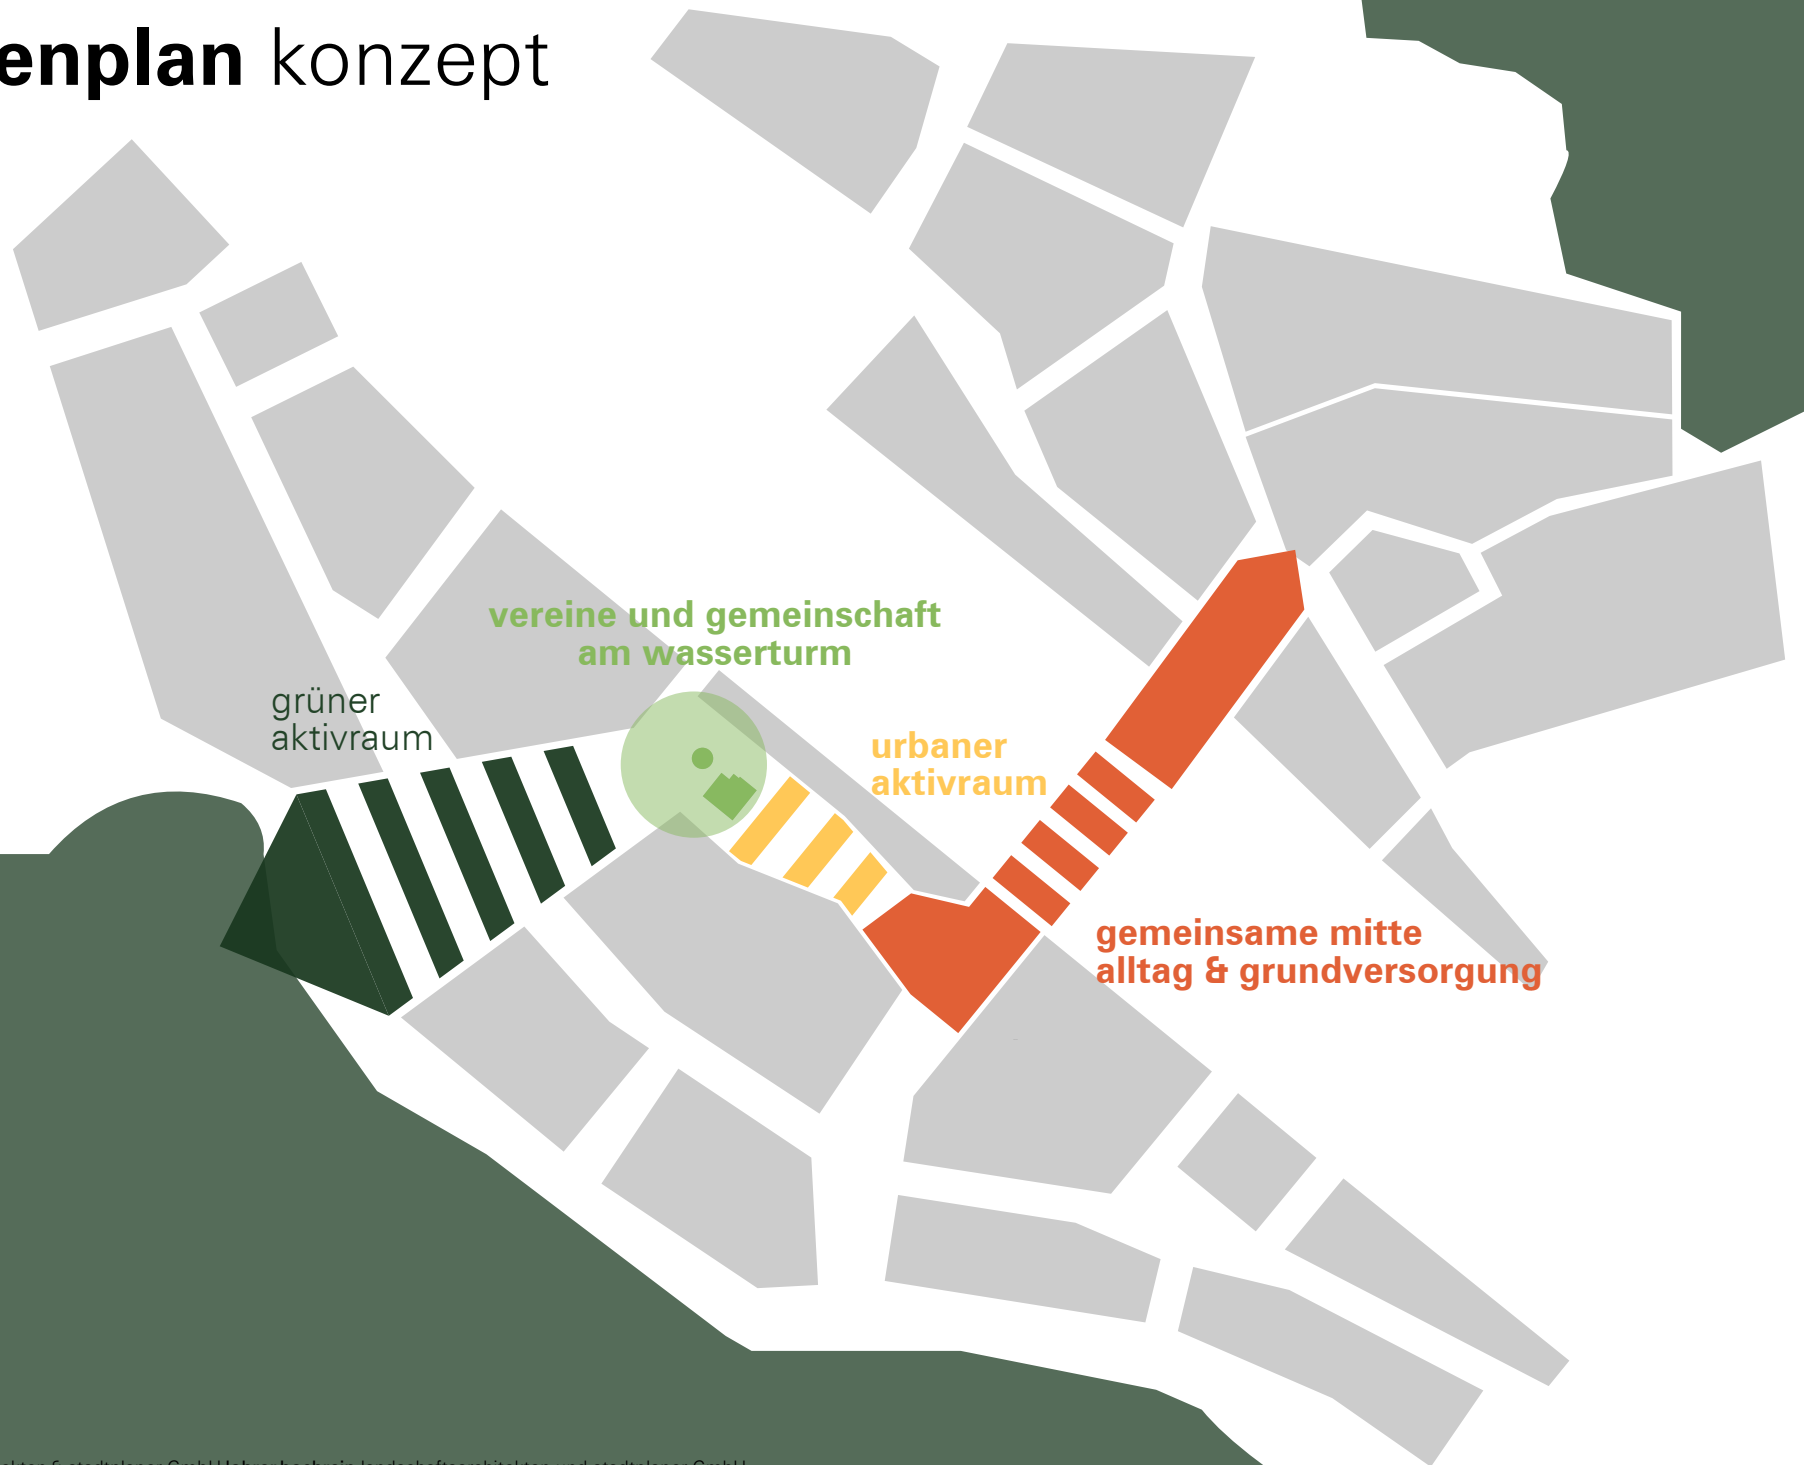 enplan konzept
vereine und gemeinschaft
am wasserturm
grüner
aktivraum
urbaner
aktivraum
gemeinsame mitte
alltag & grundversorgung